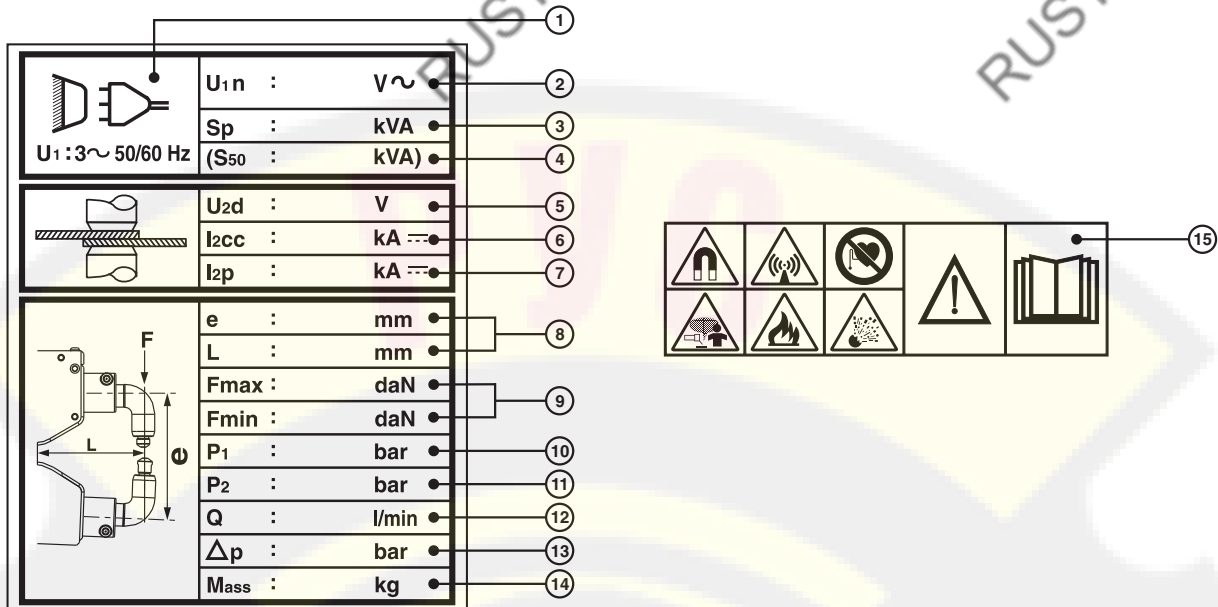 1
RUST
RUST
U1n : V~ 2
Sp : kVA 3
U1 : 3~ 50/60 Hz (S50 : kVA) 4
U2d : V 5
I2cc : kA 6
I2p : kA 7
e : mm
8
L : mm
F
Fmax : daN
9
Fmin : daN
L e
P1 : bar 10
P2 : bar 11
Q : l/min 12
Δp : bar 13
Mass : kg 14
15